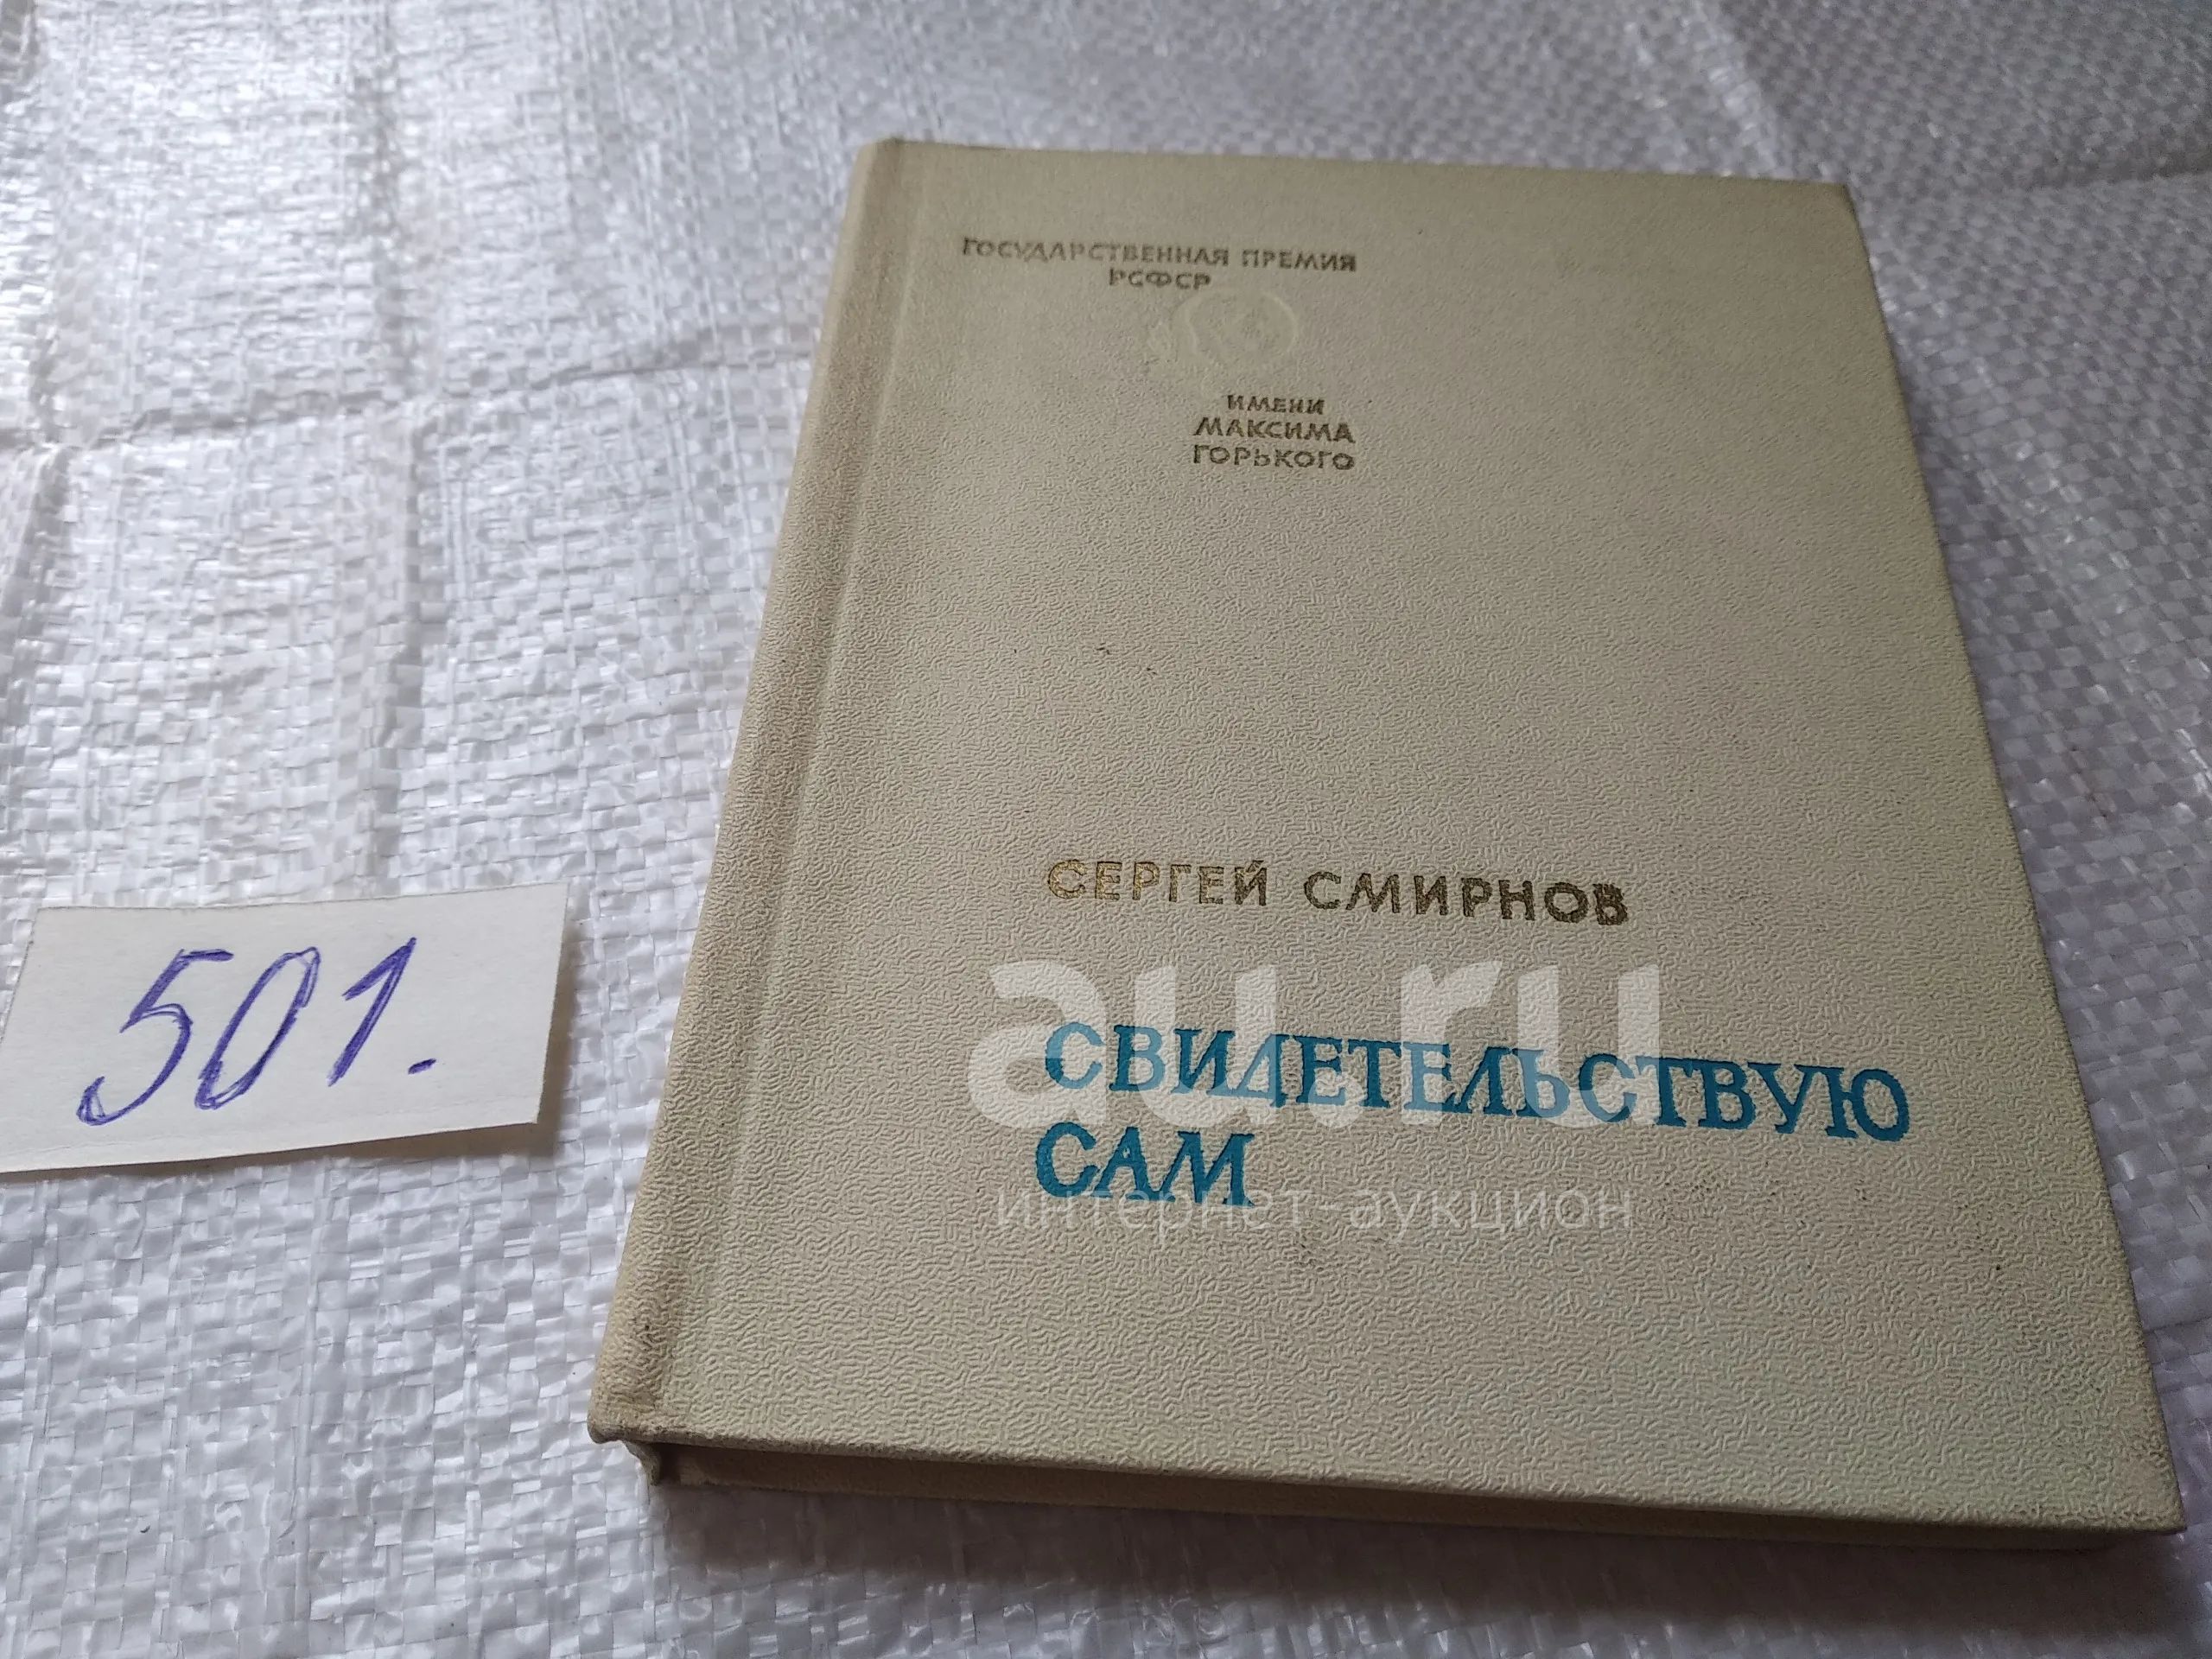 ГОСУДАРСТВЕННАЯ ПРЕМИЯ
РСФСР
ИМЕНИ
МАКСИМА
ГОРЬКОГО
СЕРГЕЙ СМИРНОВ
au.ru
СВИДЕТЕЛЬСТВУЮ
САМ
интернет-аукцион
501.